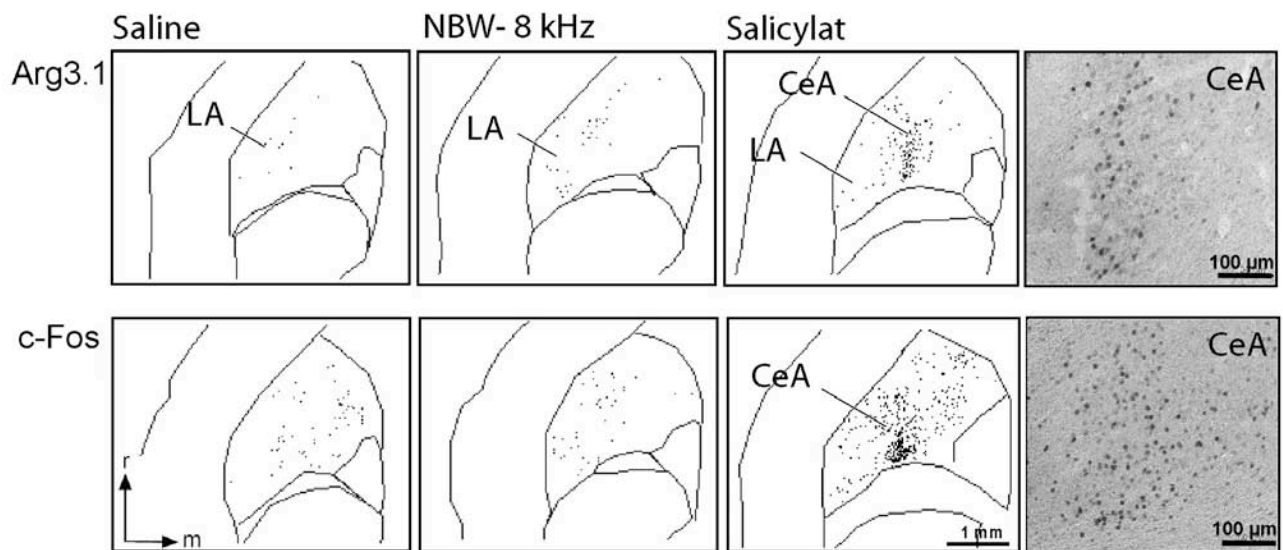 Saline
NBW- 8 kHz
Salicylat
Arg3.1
LA
LA
CeA
LA
CeA
100 µm
c-Fos
r
m
CeA
1 mm
CeA
100 µm